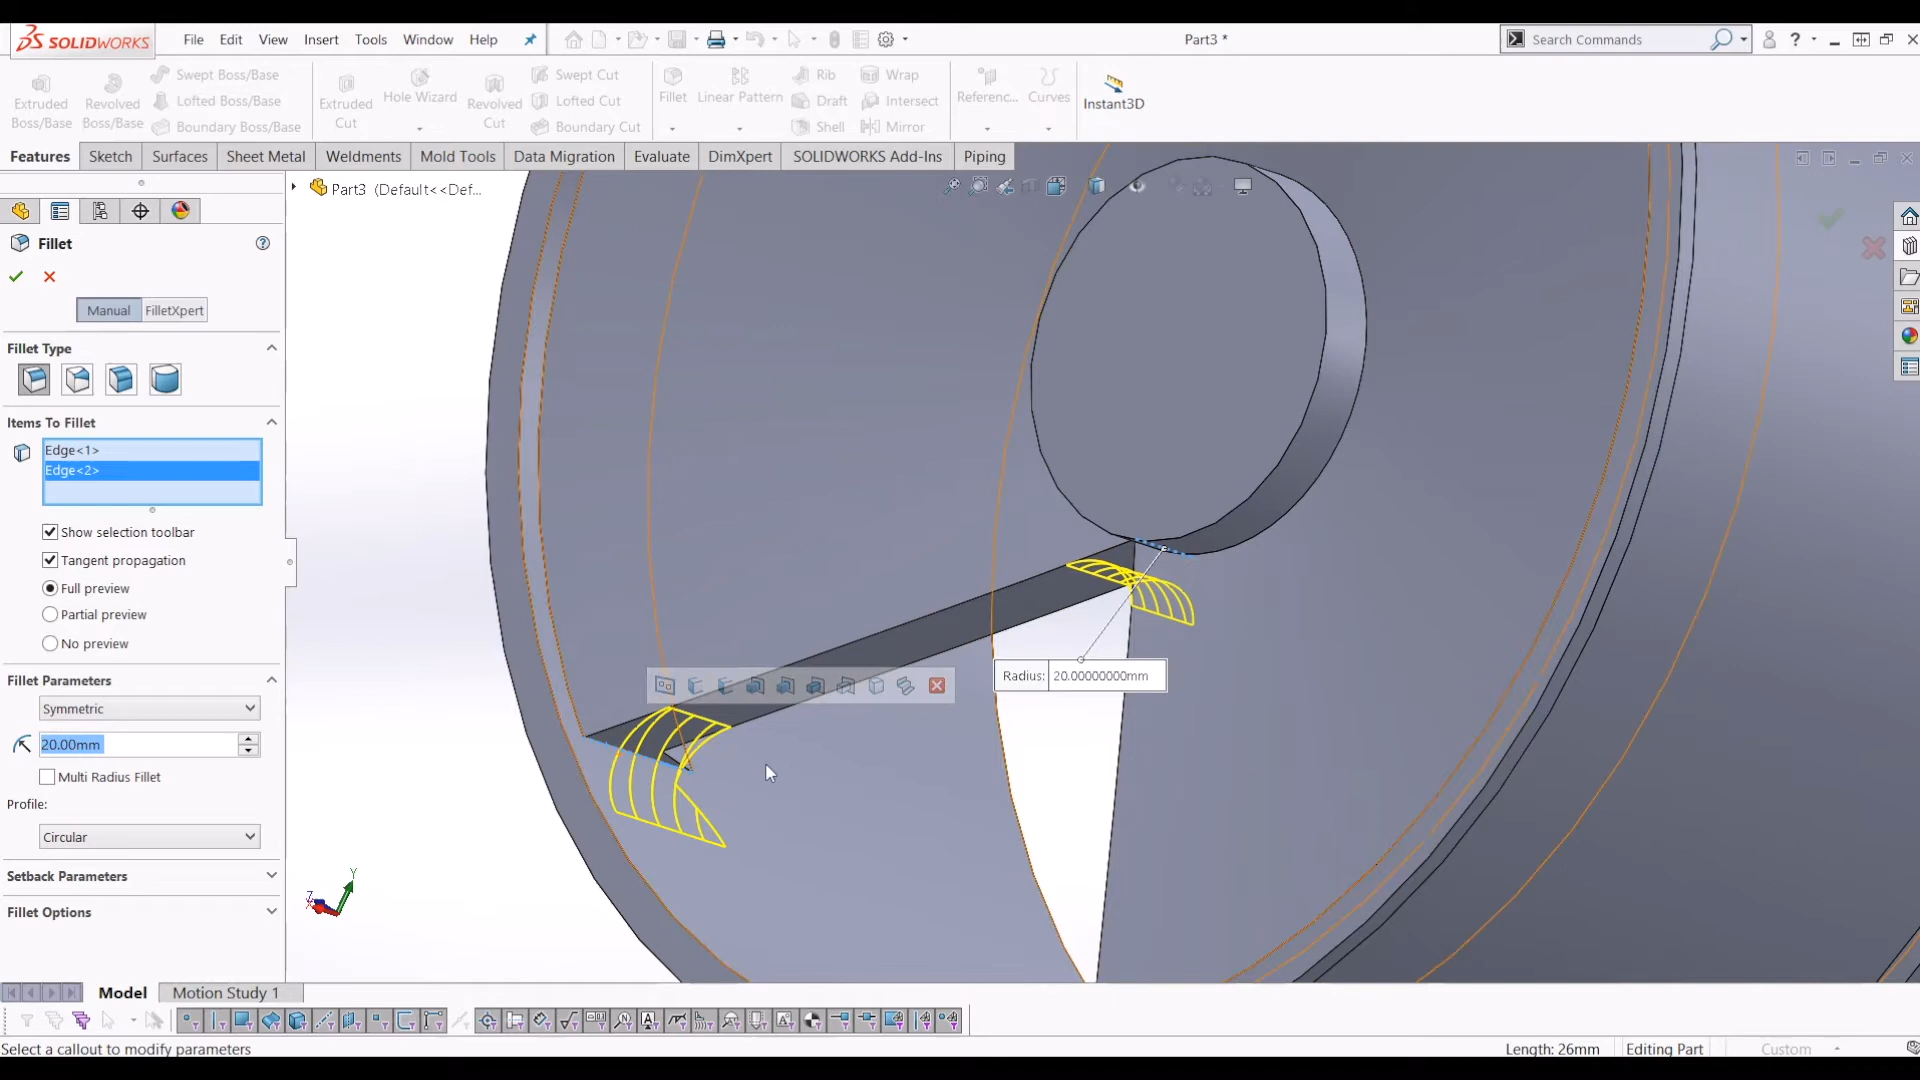 SOLIDWORKS
File Edit View Insert Tools Window Help
Part3 *
Search Commands
Extruded Boss/Base
Revolved Boss/Base
Swept Boss/Base
Lofted Boss/Base
Boundary Boss/Base
Extruded Cut
Hole Wizard
Revolved Cut
Swept Cut
Lofted Cut
Boundary Cut
Fillet
Linear Pattern
Rib
Draft
Shell
Wrap
Intersect
Mirror
Referenc...
Curves
Instant3D
Features Sketch Surfaces Sheet Metal Weldments Mold Tools Data Migration Evaluate DimXpert SOLIDWORKS Add-Ins Piping
Part3 (Default<<Def...
Fillet
Manual FilletXpert
Fillet Type
Items To Fillet
Edge<1>
Edge<2>
Show selection toolbar
Tangent propagation
Full preview
Partial preview
No preview
Fillet Parameters
Symmetric
20.00mm
Multi Radius Fillet
Profile:
Circular
Setback Parameters
Fillet Options
Radius: 20.00000000mm
Y
Z
Model Motion Study 1
Select a callout to modify parameters
Length: 26mm Editing Part Custom